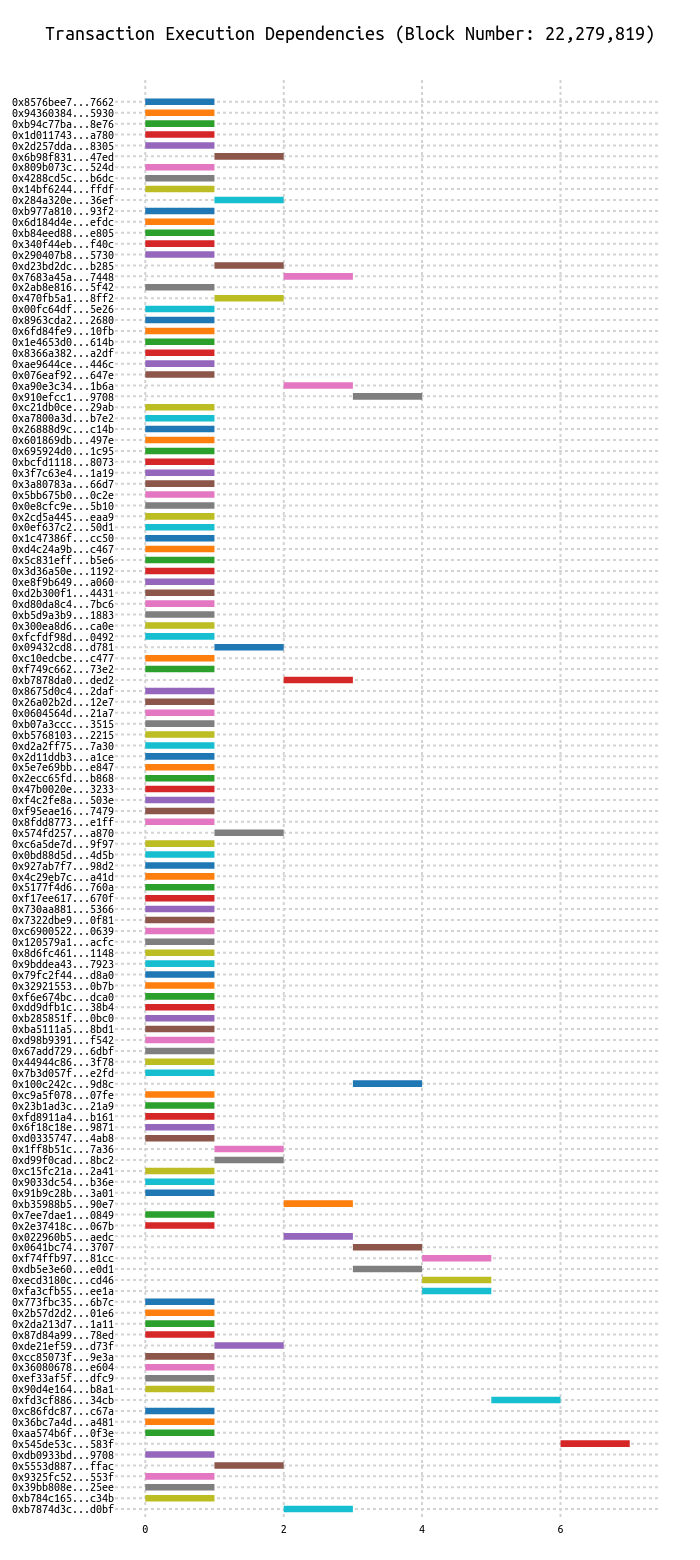 Transaction Execution Dependencies (Block Number: 22,279,819)
0x8576bee7...7662
0x94360384...5930
0xb94c77ba...8e76
0x1d011743...a780
0x2d257dda...8305
0x6b98f831...47ed
0x809b073c...524d
0x4288cd5c...b6dc
0x14bf6244...ffdf
0x284a320e...36ef
0xb977a810...93f2
0x6d184d4e...efdc
0xb84eed88...e805
0x340f44eb...f40c
0x290407b8...5730
0xd23bd2dc...b285
0x7683a45a...7448
0x2ab8e816...5f42
0x470fb5a1...8ff2
0x00fc64df...5e26
0x8963cda2...2680
0x6fd84fe9...10fb
0x1e4653d0...614b
0x8366a382...a2df
0xae9644ce...446c
0x076eaf92...647e
0xa90e3c34...1b6a
0x910efcc1...9708
0xc21db0ce...29ab
0xa7800a3d...b7e2
0x26888d9c...c14b
0x601869db...497e
0x695924d0...1c95
0xbcfd1118...8073
0x3f7c63e4...1a19
0x3a80783a...66d7
0x5bb675b0...0c2e
0x0e8cfc9e...5b10
0x2cd5a445...eaa9
0x0ef637c2...50d1
0x1c47386f...cc50
0xd4c24a9b...c467
0x5c831eff...b5e6
0x3d36a50e...1192
0xe8f9b649...a060
0xd2b300f1...4431
0xd80da8c4...7bc6
0xb5d9a3b9...1883
0x300ea8d6...ca0e
0xfcfdf98d...0492
0x09432cd8...d781
0xc10edcbe...c477
0xf749c662...73e2
0xb7878da0...ded2
0x8675d0c4...2daf
0x26a02b2d...12e7
0x0604564d...21a7
0xb07a3ccc...3515
0xb5768103...2215
0xd2a2ff75...7a30
0x2d11ddb3...a1ce
0x5e7e69bb...e847
0x2ecc65fd...b868
0x47b0020e...3233
0xf4c2fe8a...503e
0xf95eae16...7479
0x8fdd8773...e1ff
0x574fd257...a870
0xc6a5de7d...9f97
0x0bd88d5d...4d5b
0x927ab7f7...98d2
0x4c29eb7c...a41d
0x5177f4d6...760a
0xf17ee617...670f
0x730aa881...5366
0x7322dbe9...0f81
0xc6900522...0639
0x120579a1...acfc
0x8d6fc461...1148
0x9bddea43...7923
0x79fc2f44...d8a0
0x32921553...0b7b
0xf6e674bc...dca0
0xdd9dfb1c...38b4
0xb285851f...0bc0
0xba5111a5...8bd1
0xd98b9391...f542
0x67add729...6dbf
0x44944c86...3f78
0x7b3d057f...e2fd
0x100c242c...9d8c
0xc9a5f078...07fe
0x23b1ad3c...21a9
0xfd8911a4...b161
0x6f18c18e...9871
0xd0335747...4ab8
0x1ff8b51c...7a36
0xd99f0cad...8bc2
0xc15fc21a...2a41
0x9033dc54...b36e
0x91b9c28b...3a01
0xb35988b5...90e7
0x7ee7dae1...0849
0x2e37418c...067b
0x022960b5...aedc
0x0641bc74...3707
0xf74ffb97...81cc
0xdb5e3e60...e0d1
0xecd3180c...cd46
0xfa3cfb55...ee1a
0x773fbc35...6b7c
0x2b57d2d2...01e6
0x2da213d7...1a11
0x87d84a99...78ed
0xde21ef59...d73f
0xcc85073f...9e3a
0x36080678...e604
0xef33af5f...dfc9
0x90d4e164...b8a1
0xfd3cf886...34cb
0xc86fdc87...c67a
0x36bc7a4d...a481
0xaa574b6f...0f3e
0x545de53c...583f
0xdb0933bd...9708
0x5553d887...ffac
0x9325fc52...553f
0x39bb808e...25ee
0xb784c165...c34b
0xb7874d3c...d0bf
0 2 4 6